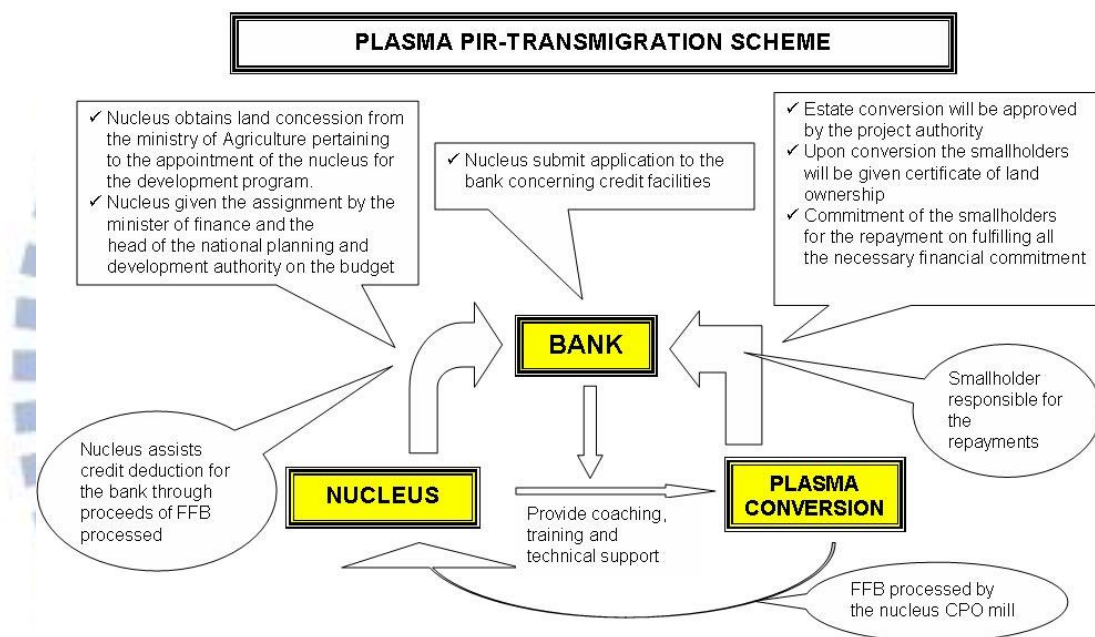 PLASMA PIR-TRANSMIGRATION SCHEME
✓ Nucleus obtains land concession from
the ministry of Agriculture pertaining
to the appointment of the nucleus for
the development program.
✓ Nucleus given the assignment by the
minister of finance and the
head of the national planning and
development authority on the budget
✓ Nucleus submit application to the
bank concerning credit facilities
✓ Estate conversion will be approved
by the project authority
✓ Upon conversion the smallholders
will be given certificate of land
ownership
✓ Commitment of the smallholders
for the repayment on fulfilling all
the necessary financial commitment
BANK
Smallholder
responsible for
the
repayments
Nucleus assists
credit deduction for
the bank through
proceeds of FFB
processed
NUCLEUS
PLASMA
CONVERSION
Provide coaching,
training and
technical support
FFB processed by
the nucleus CPO mill